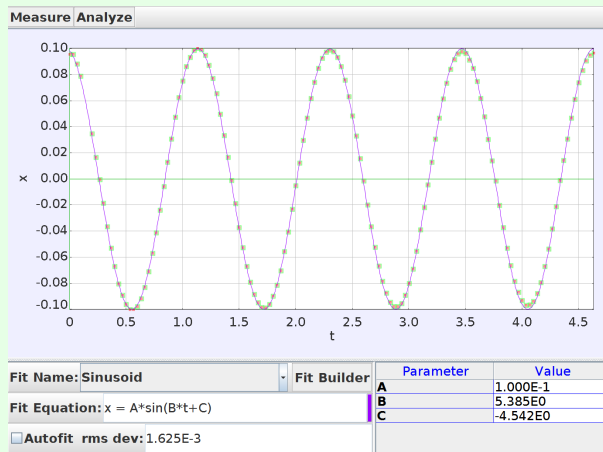 Measure Analyze
0.10
0.08
0.06
0.04
0.02
0.00
-0.02
-0.04
-0.06
-0.08
-0.10
x
0 0.5 1.0 1.5 2.0 2.5 3.0 3.5 4.0 4.5
t
Fit Name: Sinusoid Fit Builder
Fit Equation: x = A*sin(B*t+C)
Autofit rms dev: 1.625E-3
Parameter Value
A 1.000E-1
B 5.385E0
C -4.542E0